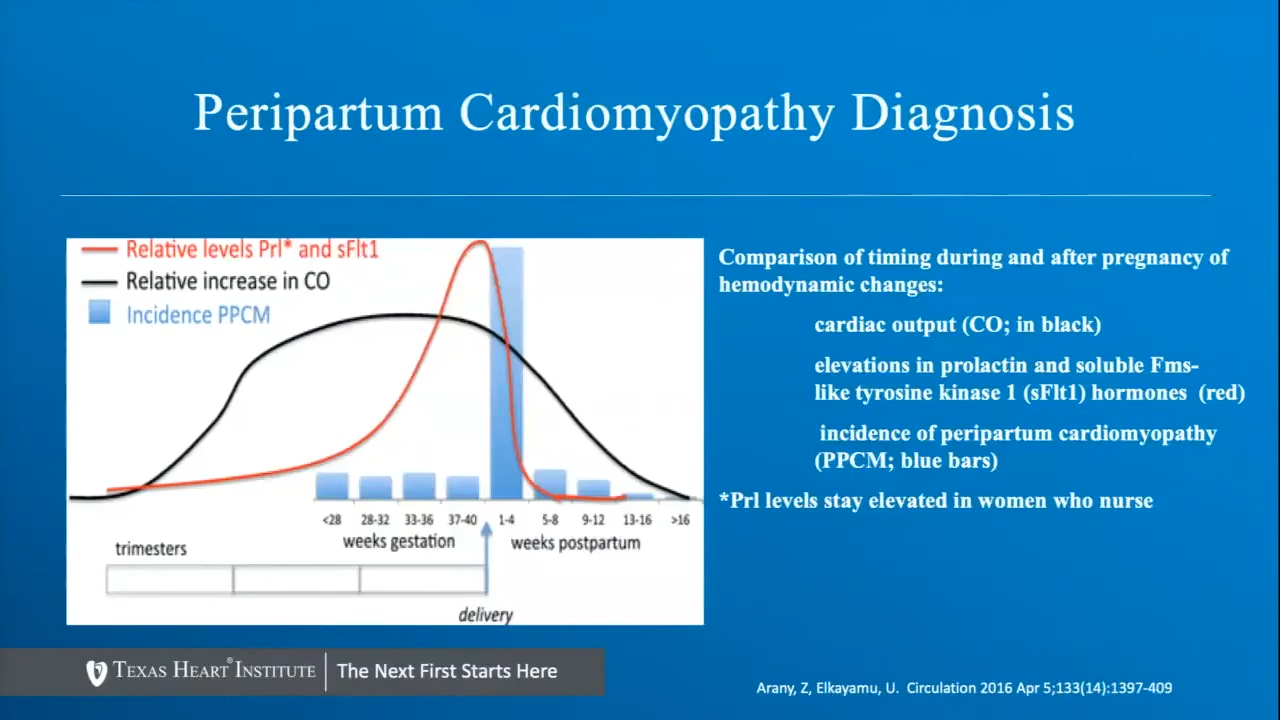 Peripartum Cardiomyopathy Diagnosis
Relative levels Prl* and sFlt1
Relative increase in CO
Incidence PPCM
<28 28-32 33-36 37-40 1-4 5-8 9-12 13-16 >16
weeks gestation weeks postpartum
trimesters
delivery
Comparison of timing during and after pregnancy of
hemodynamic changes:
cardiac output (CO; in black)
elevations in prolactin and soluble Fms-
like tyrosine kinase 1 (sFlt1) hormones (red)
incidence of peripartum cardiomyopathy
(PPCM; blue bars)
*Prl levels stay elevated in women who nurse
TEXAS HEART® INSTITUTE | The Next First Starts Here
Arany, Z, Elkayamu, U. Circulation 2016 Apr 5;133(14):1397-409